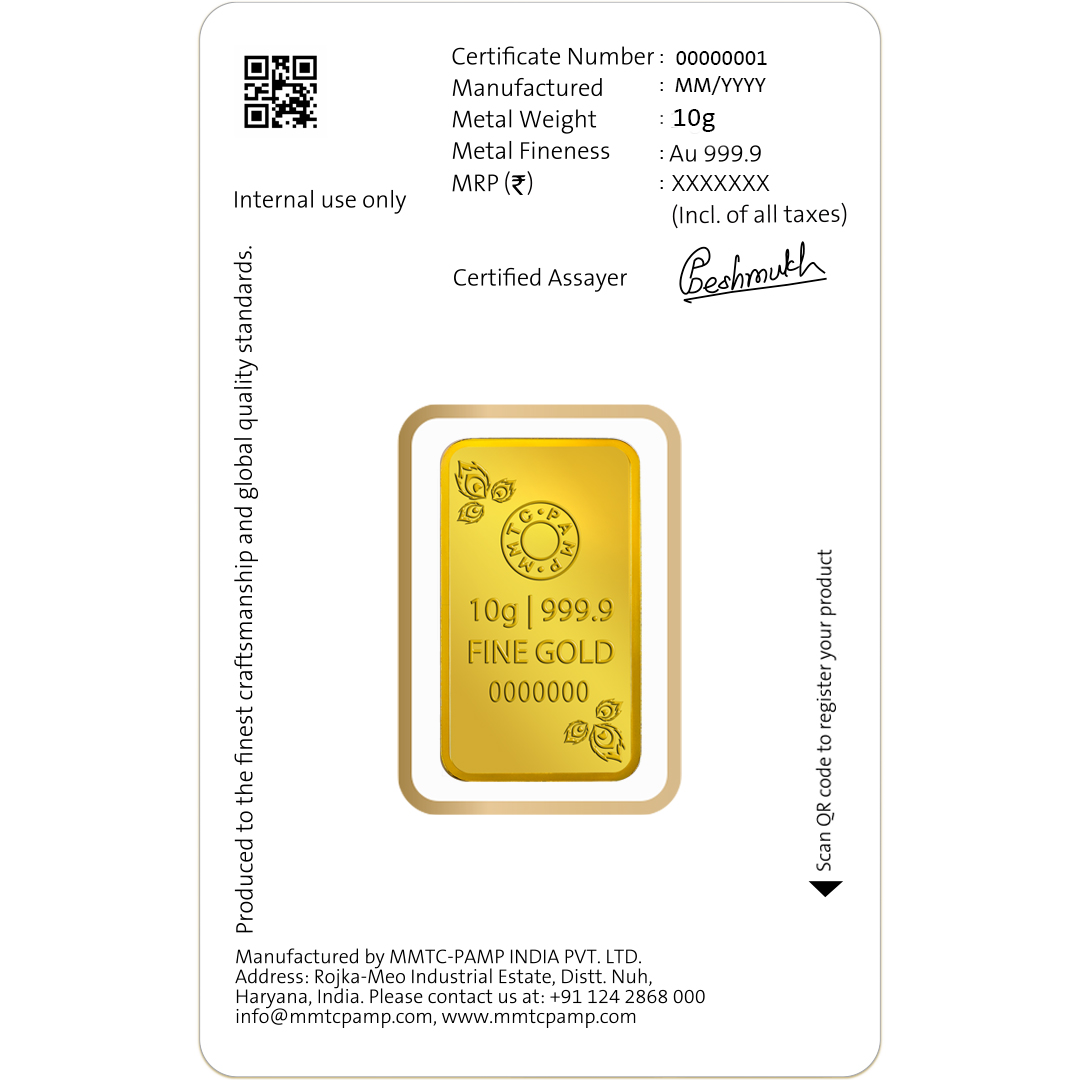 Certificate Number : 00000001
Manufactured : MM/YYYY
Metal Weight : 10g
Metal Fineness : Au 999.9
MRP (₹) : XXXXXXX
(Incl. of all taxes)
Internal use only
Certified Assayer
Deshmukh
Produced to the finest craftsmanship and global quality standards.
MMTC·PAMP·
10g | 999.9
FINE GOLD
0000000
Scan QR code to register your product
Manufactured by MMTC-PAMP INDIA PVT. LTD.
Address: Rojka-Meo Industrial Estate, Distt. Nuh,
Haryana, India. Please contact us at: +91 124 2868 000
info@mmtcpamp.com, www.mmtcpamp.com